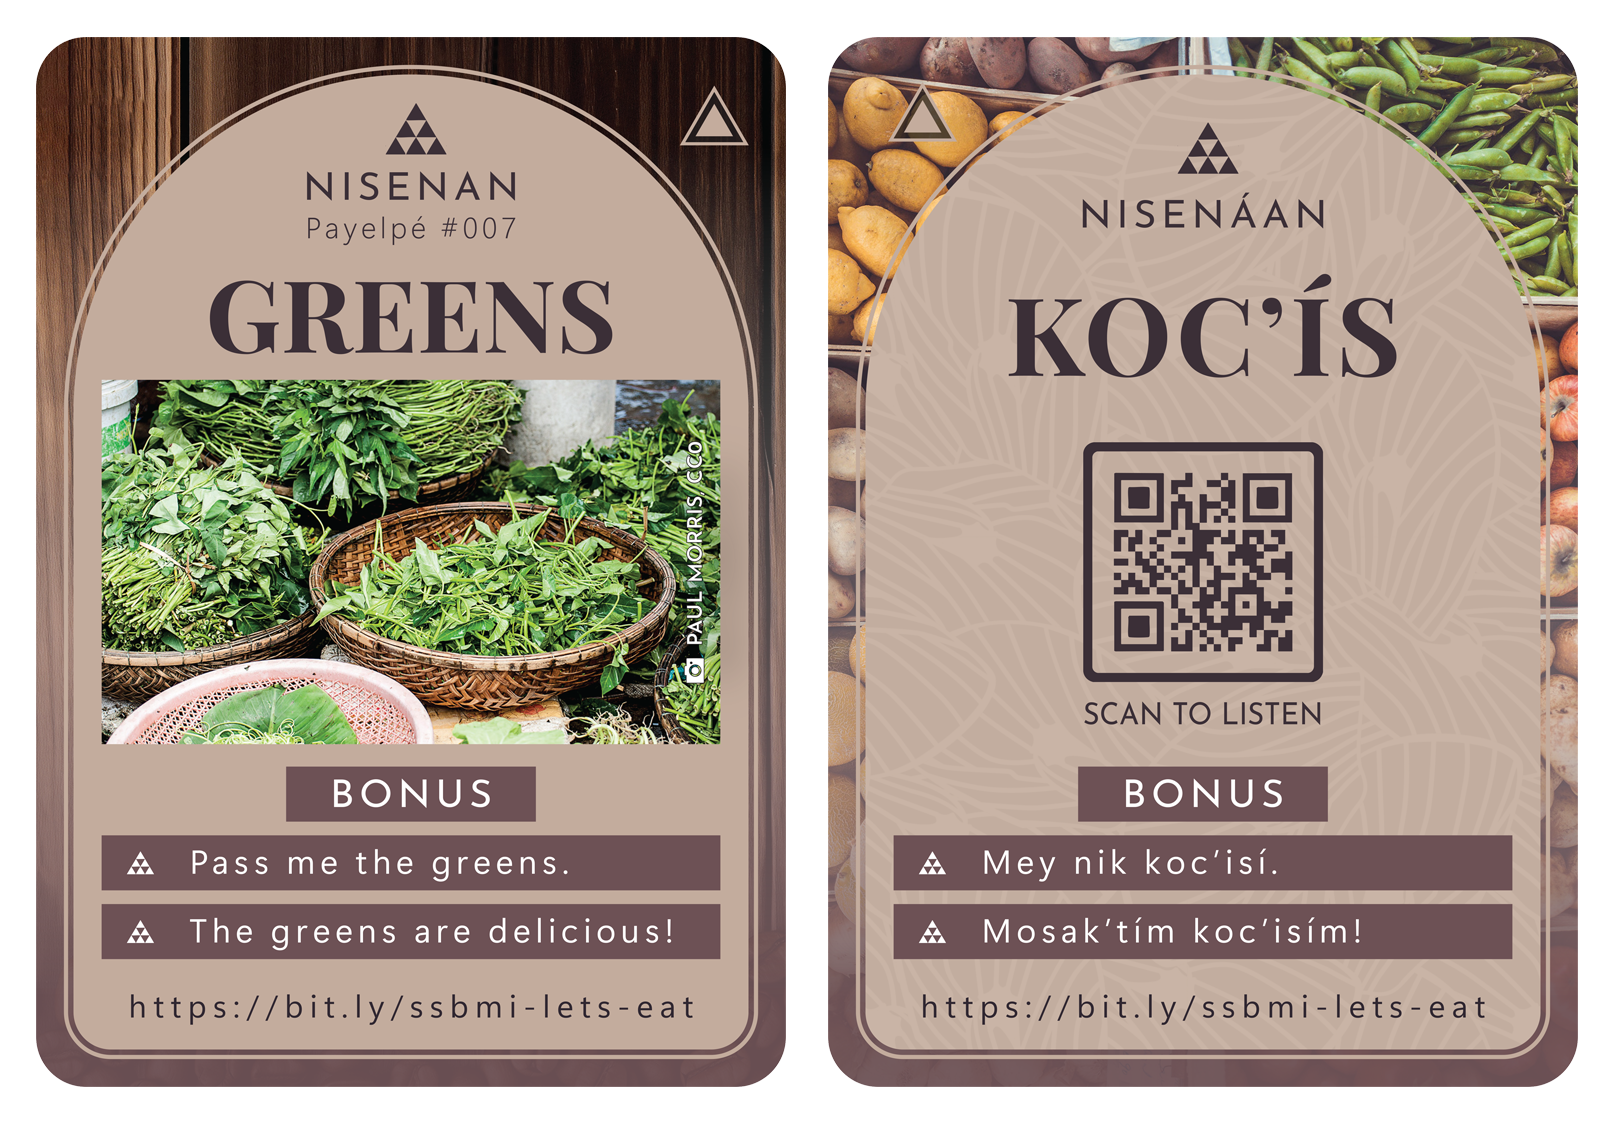 NISENAN
Payelpé #007
GREENS
PAUL MORRIS, CC0
BONUS
Pass me the greens.
The greens are delicious!
https://bit.ly/ssbmi-lets-eat
NISENÁAN
KOC’ÍS
SCAN TO LISTEN
BONUS
Mey nik koc’isí.
Mosak’tím koc’isím!
https://bit.ly/ssbmi-lets-eat